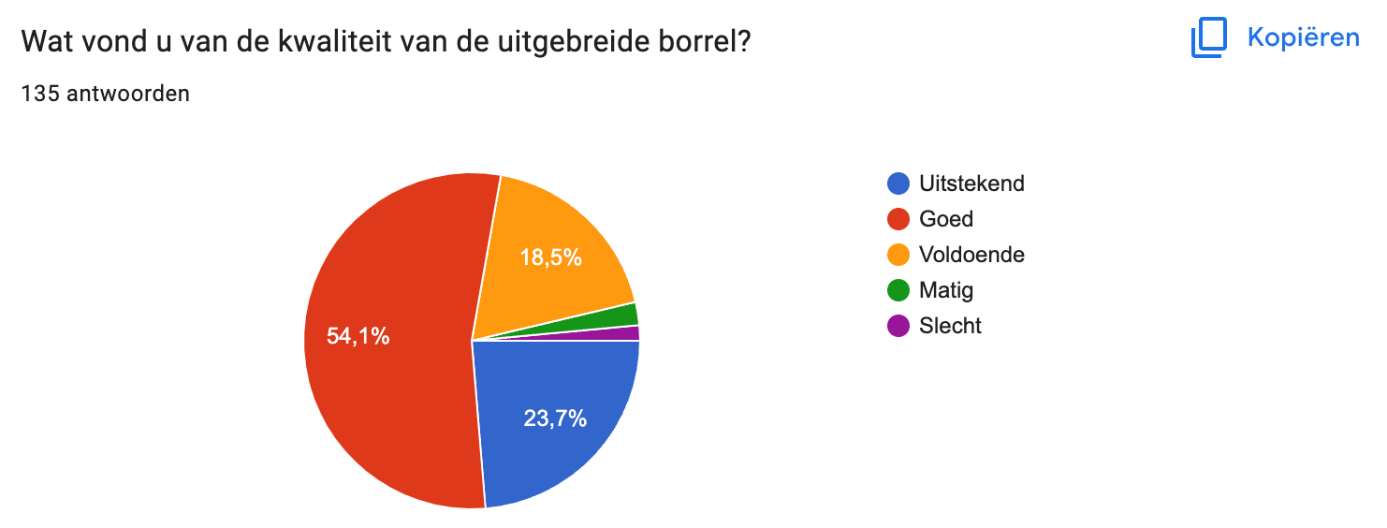 Wat vond u van de kwaliteit van de uitgebreide borrel?
Kopiëren
135 antwoorden
18,5%
54,1%
23,7%
Uitstekend
Goed
Voldoende
Matig
Slecht